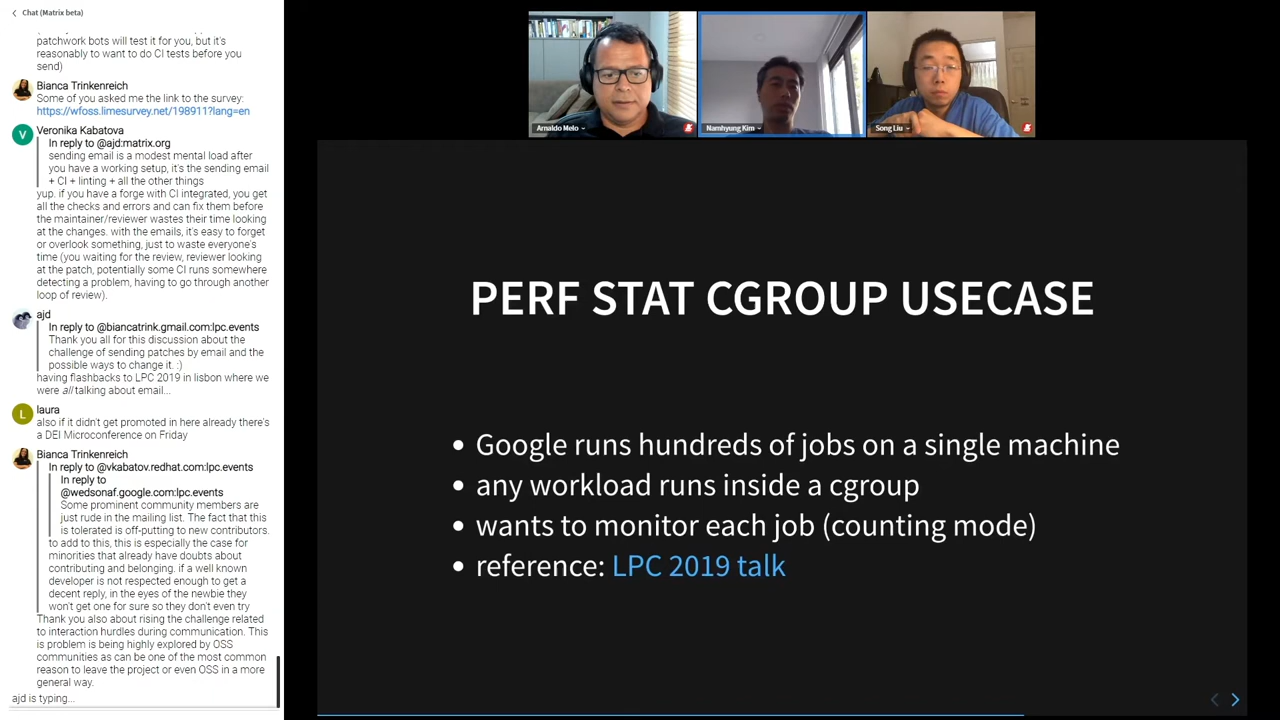 Chat (Matrix beta)
patchwork bots will test it for you, but it's
reasonably to want to do CI tests before you
send)
Bianca Trinkenreich
Some of you asked me the link to the survey:
https://wfoss.limesurvey.net/198911?lang=en
V
Veronika Kabatova
In reply to @ajd:matrix.org
sending email is a modest mental load after
you have a working setup, it's the sending email
+ CI + linting + all the other things
yup. if you have a forge with CI integrated, you get
all the checks and errors and can fix them before
the maintainer/reviewer wastes their time looking
at the changes. with the emails, it's easy to forget
or overlook something, just to waste everyone's
time (you waiting for the review, reviewer looking
at the patch, potentially some CI runs somewhere
detecting a problem, having to go through another
loop of review).
ajd
In reply to @biancatrink.gmail.com:lpc.events
Thank you all for this discussion about the
challenge of sending patches by email and the
possible ways to change it. :)
having flashbacks to LPC 2019 in lisbon where we
were all talking about email...
L
laura
also if it didn't get promoted in here already there's
a DEI Microconference on Friday
Bianca Trinkenreich
In reply to @vkabatov.redhat.com:lpc.events
In reply to
@wedsonaf.google.com:lpc.events
Some prominent community members are
just rude in the mailing list. The fact that this
is tolerated is off-putting to new contributors.
to add to this, this is especially the case for
minorities that already have doubts about
contributing and belonging. if a well known
developer is not respected enough to get a
decent reply, in the eyes of the newbie they
won't get one for sure so they don't even try
Thank you also about rising the challenge related
to interaction hurdles during communication. This
is problem is being highly explored by OSS
communities as can be one of the most common
reason to leave the project or even OSS in a more
general way.
ajd is typing...
Arnaldo Melo
Namhyung Kim
Song Liu
PERF STAT CGROUP USECASE
• Google runs hundreds of jobs on a single machine
• any workload runs inside a cgroup
• wants to monitor each job (counting mode)
• reference: LPC 2019 talk